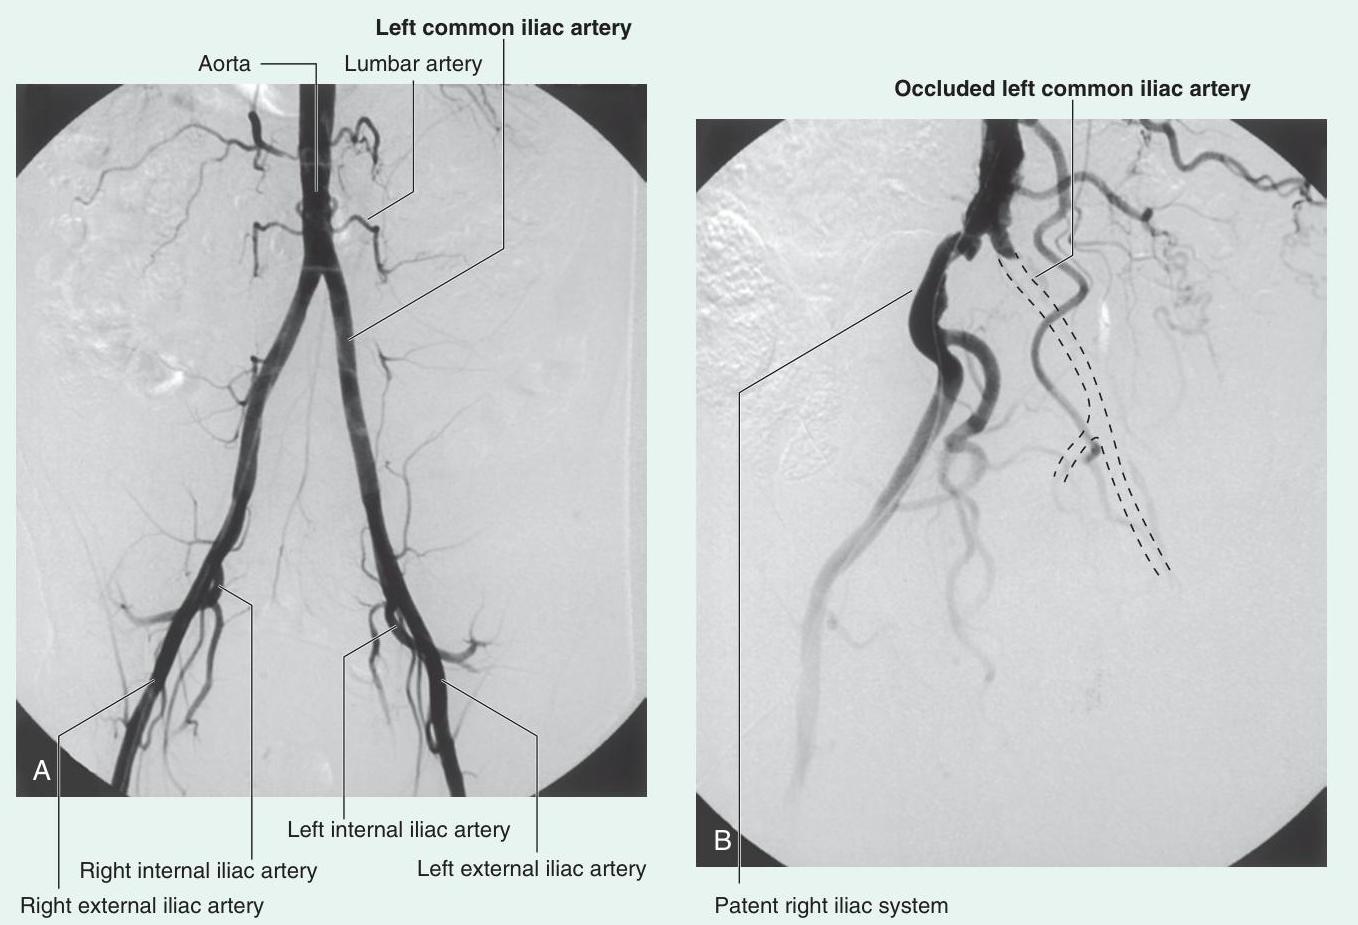 Left common iliac artery
Aorta
Lumbar artery
A
Left internal iliac artery
Right internal iliac artery
Left external iliac artery
Right external iliac artery
Occluded left common iliac artery
B
Patent right iliac system